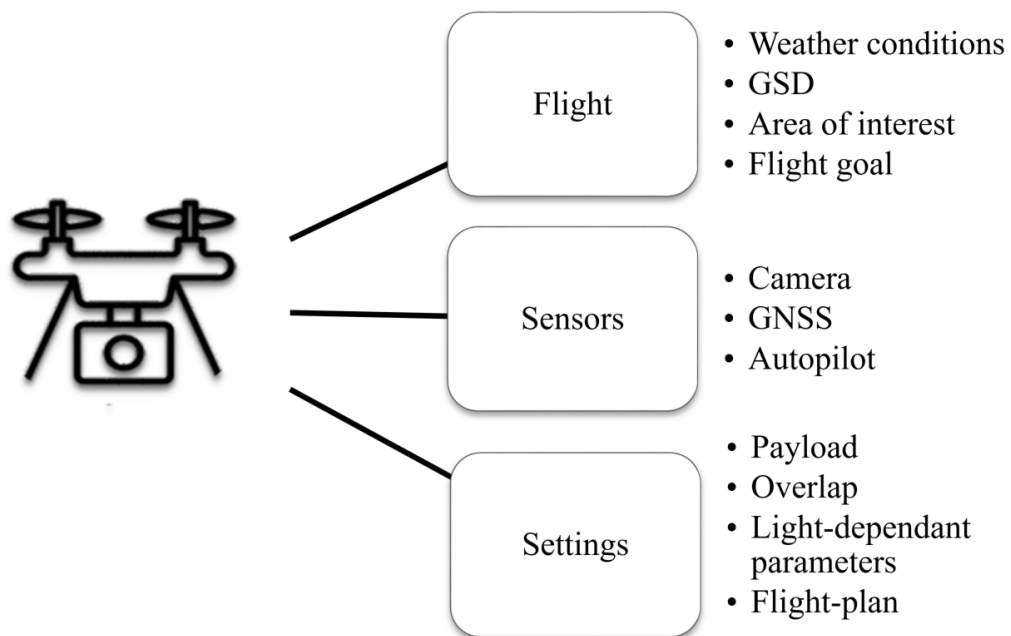 Flight
• Weather conditions
• GSD
• Area of interest
• Flight goal
Sensors
• Camera
• GNSS
• Autopilot
Settings
• Payload
• Overlap
• Light-dependant
parameters
• Flight-plan